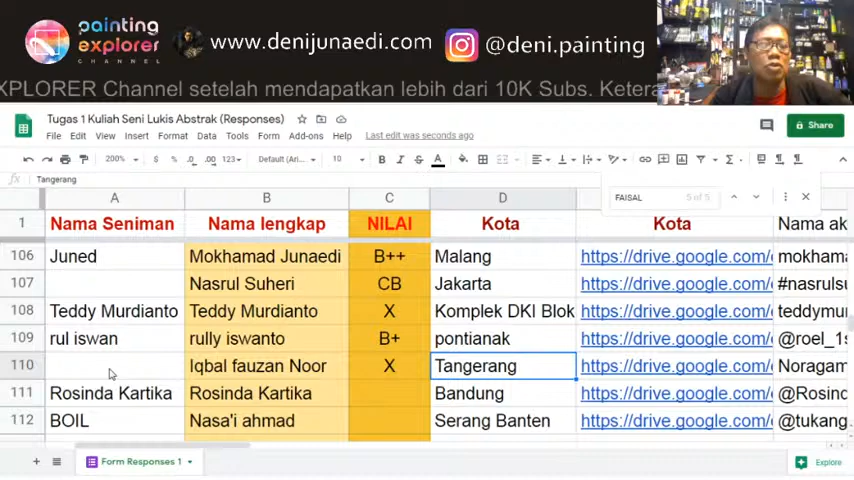 painting
explorer
CHANNEL
www.denijunaedi.com
@deni.painting
XPLORER Channel setelah mendapatkan lebih dari 10K Subs. Ketera
Tugas 1 Kuliah Seni Lukis Abstrak (Responses)
File Edit View Insert Format Data Tools Form Add-ons Help Last edit was seconds ago
Share
200% $ % .0 .00 123 Default (Ari... 10 B I S A
fx Tangerang
FAISAL 5 of 5
A B C D
1 Nama Seniman Nama lengkap NILAI Kota Kota Nama ak
106 Juned Mokhamad Junaedi B++ Malang https://drive.google.com/ mokhama
107 Nasrul Suheri CB Jakarta https://drive.google.com/ #nasrulsu
108 Teddy Murdianto Teddy Murdianto X Komplek DKI Blok https://drive.google.com/ teddymur
109 rul iswan rully iswanto B+ pontianak https://drive.google.com/ @roel_1s
110 Iqbal fauzan Noor X Tangerang https://drive.google.com/ Noragam
111 Rosinda Kartika Rosinda Kartika Bandung https://drive.google.com/ @Rosind
112 BOIL Nasa'i ahmad Serang Banten https://drive.google.com/ @tukang
Form Responses 1
Explore